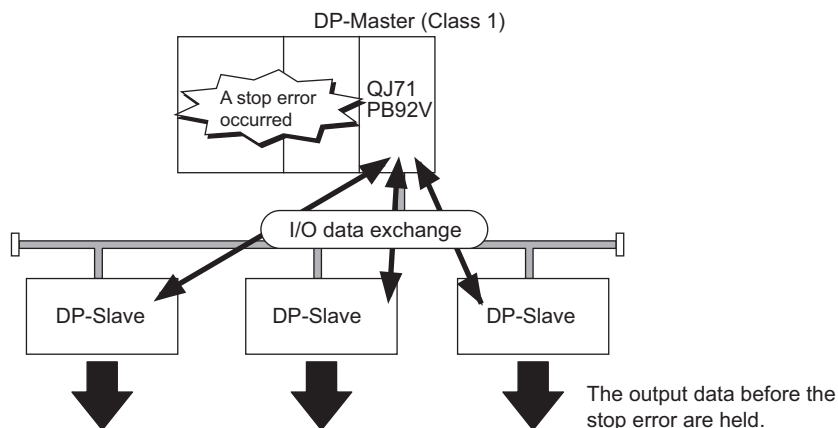 DP-Master (Class 1)
A stop error
occurred
QJ71
PB92V
I/O data exchange
DP-Slave
DP-Slave
DP-Slave
The output data before the
stop error are held.